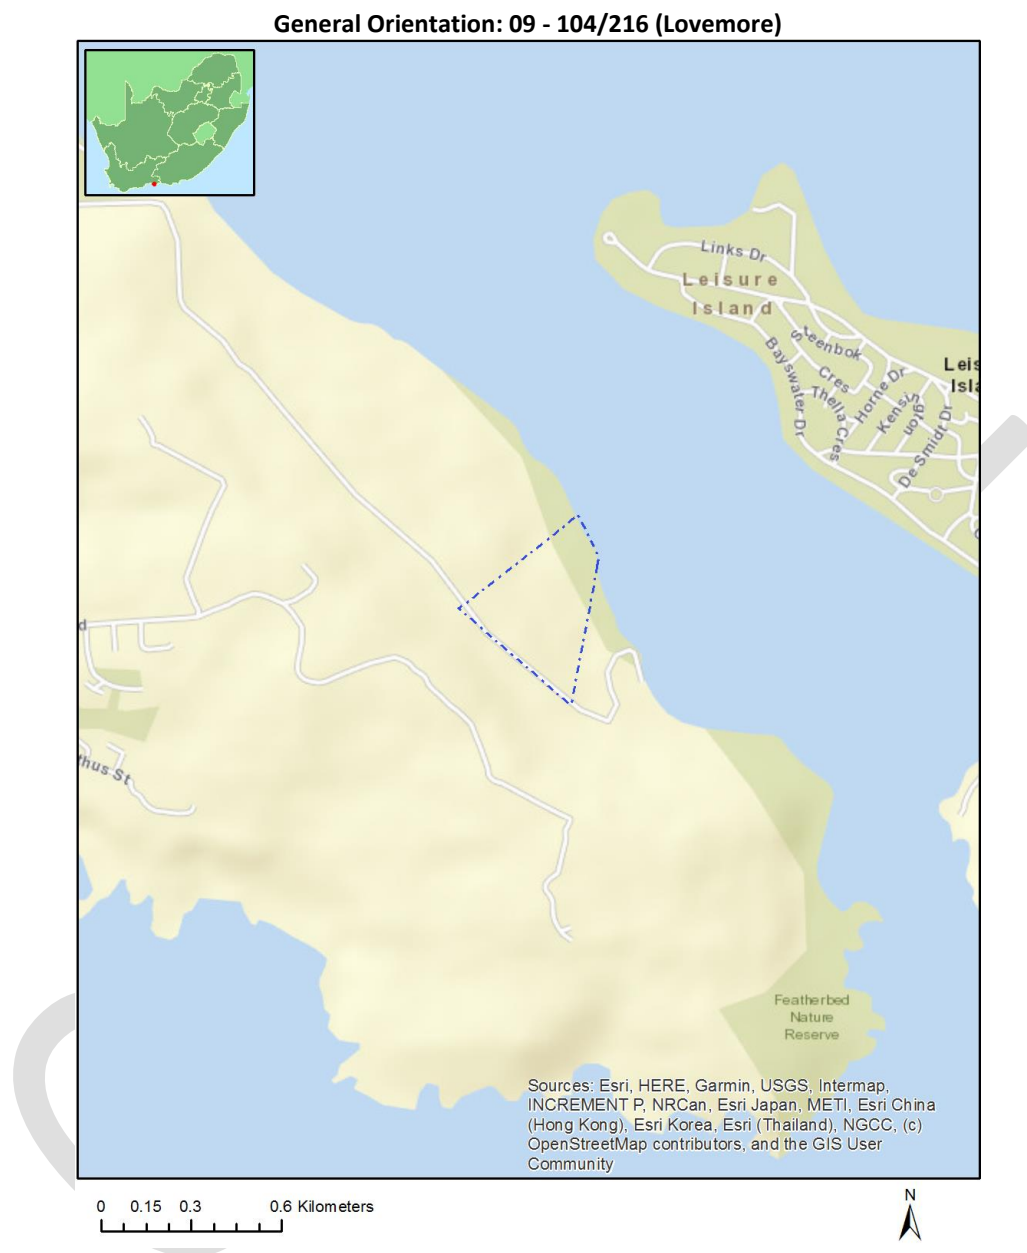 General Orientation: 09 - 104/216 (Lovemore)
Links Dr
Leisure
Island
Steenbok
Cres
Bayswater Dr
Thella Cres
Horne Dr
Kensington
De Smidt Dr
Leis
Isla
d
thus St
Featherbed
Nature
Reserve
Sources: Esri, HERE, Garmin, USGS, Intermap,
INCREMENT P, NRCan, Esri Japan, METI, Esri China
(Hong Kong), Esri Korea, Esri (Thailand), NGCC, (c)
OpenStreetMap contributors, and the GIS User
Community
0 0.15 0.3 0.6 Kilometers
N